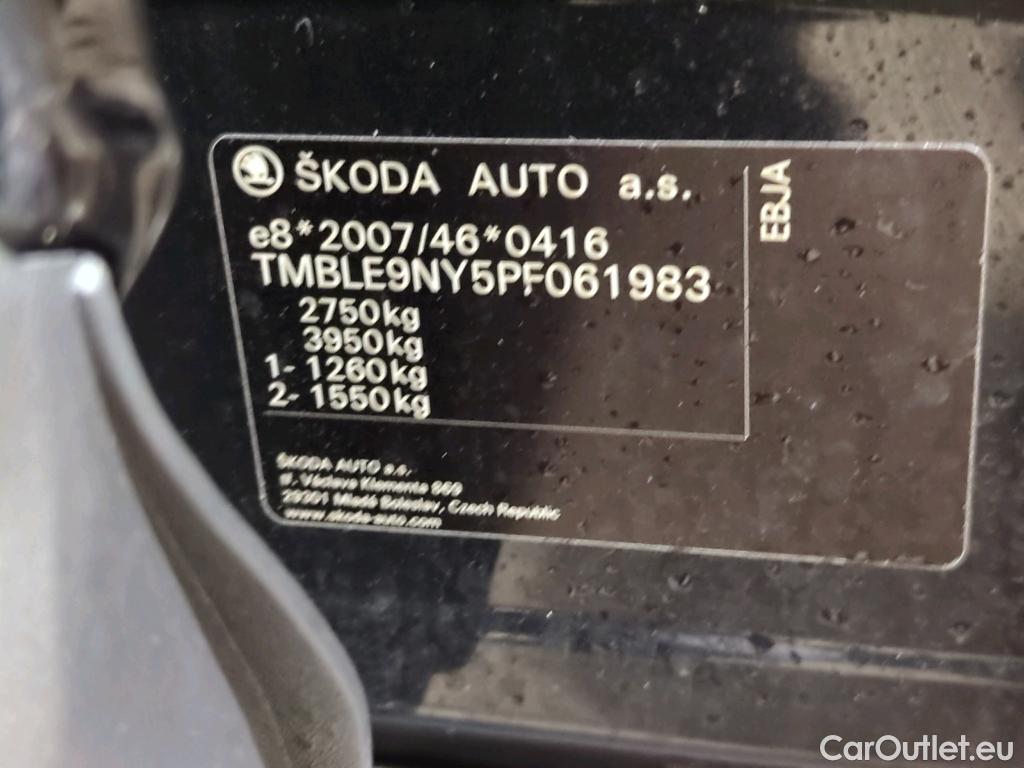 ŠKODA AUTO a.s.
e8*2007/46*0416
TMBLE9NY5PF061983
2750kg
3950kg
1- 1260kg
2- 1550kg
EBJA
ŠKODA AUTO a.s.
tř. Václava Klementa 869
29301 Mladá Boleslav, Czech Republic
www.skoda-auto.com
CarOutlet.eu